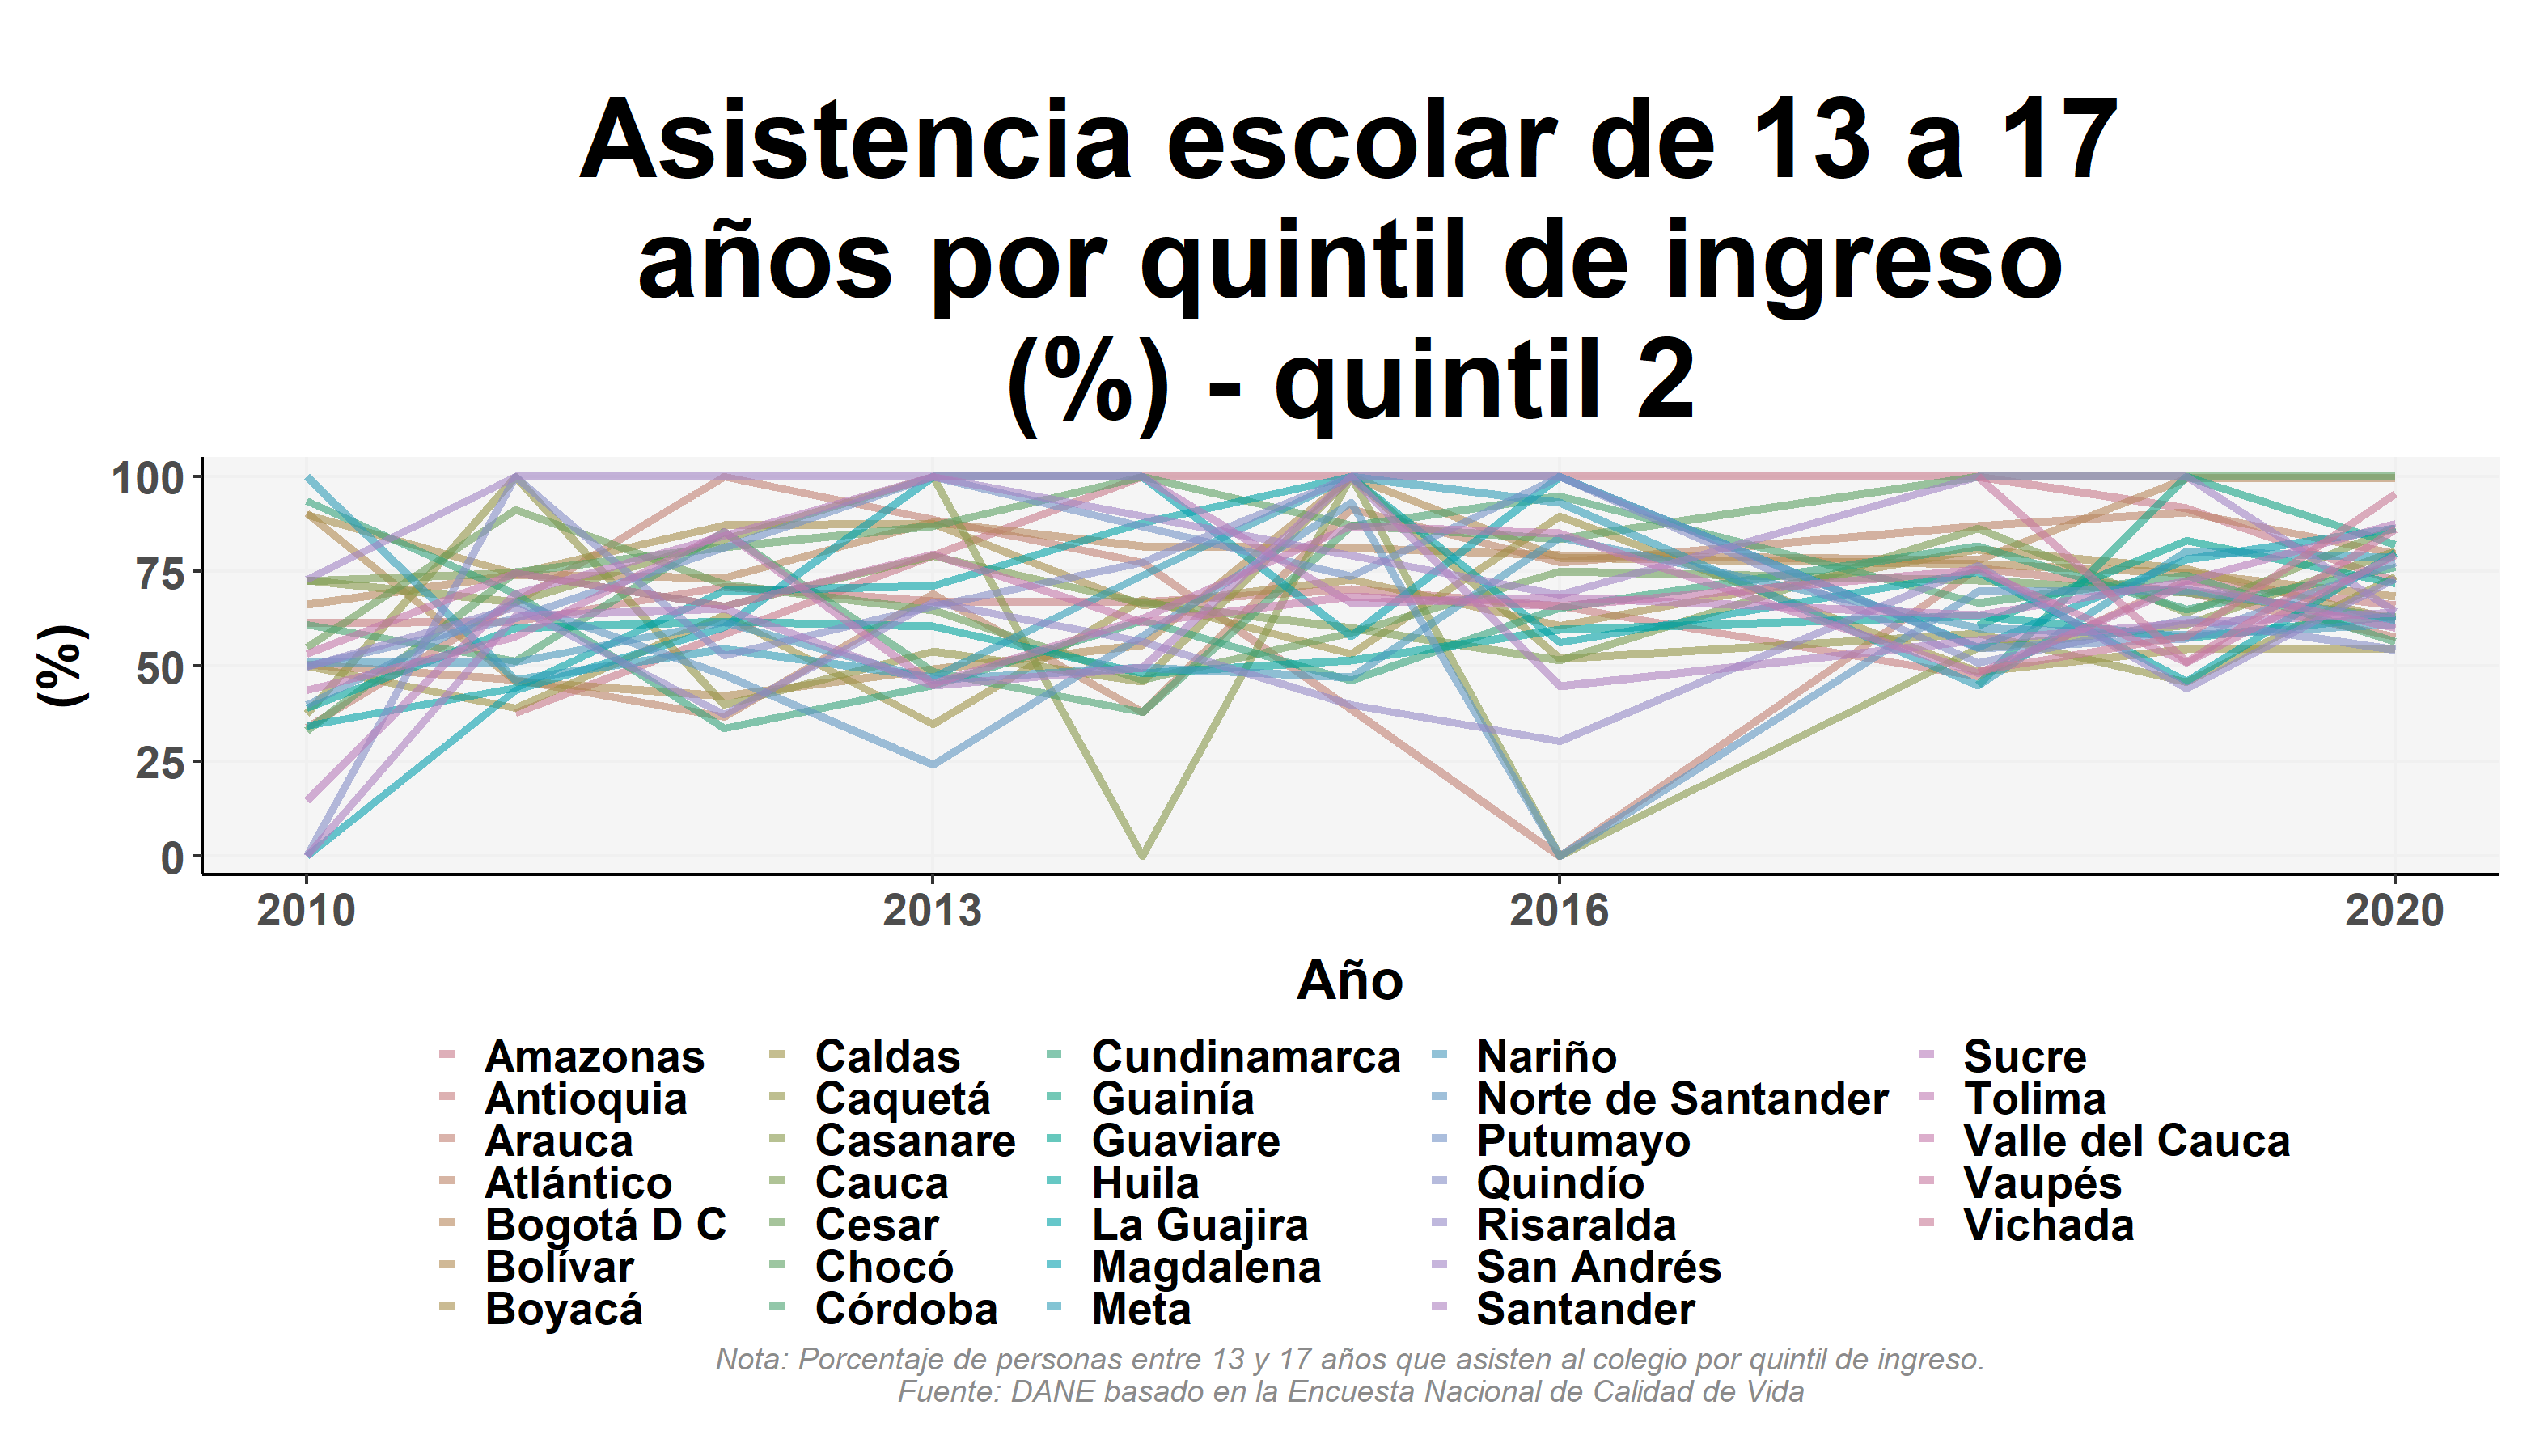 Asistencia escolar de 13 a 17
años por quintil de ingreso
(%) - quintil 2
(%)
100
75
50
25
0
2010 2013 2016 2020
Año
Amazonas
Antioquia
Arauca
Atlántico
Bogotá D C
Bolívar
Boyacá
Caldas
Caquetá
Casanare
Cauca
Cesar
Chocó
Córdoba
Cundinamarca
Guainía
Guaviare
Huila
La Guajira
Magdalena
Meta
Nariño
Norte de Santander
Putumayo
Quindío
Risaralda
San Andrés
Santander
Sucre
Tolima
Valle del Cauca
Vaupés
Vichada
Nota: Porcentaje de personas entre 13 y 17 años que asisten al colegio por quintil de ingreso.
Fuente: DANE basado en la Encuesta Nacional de Calidad de Vida